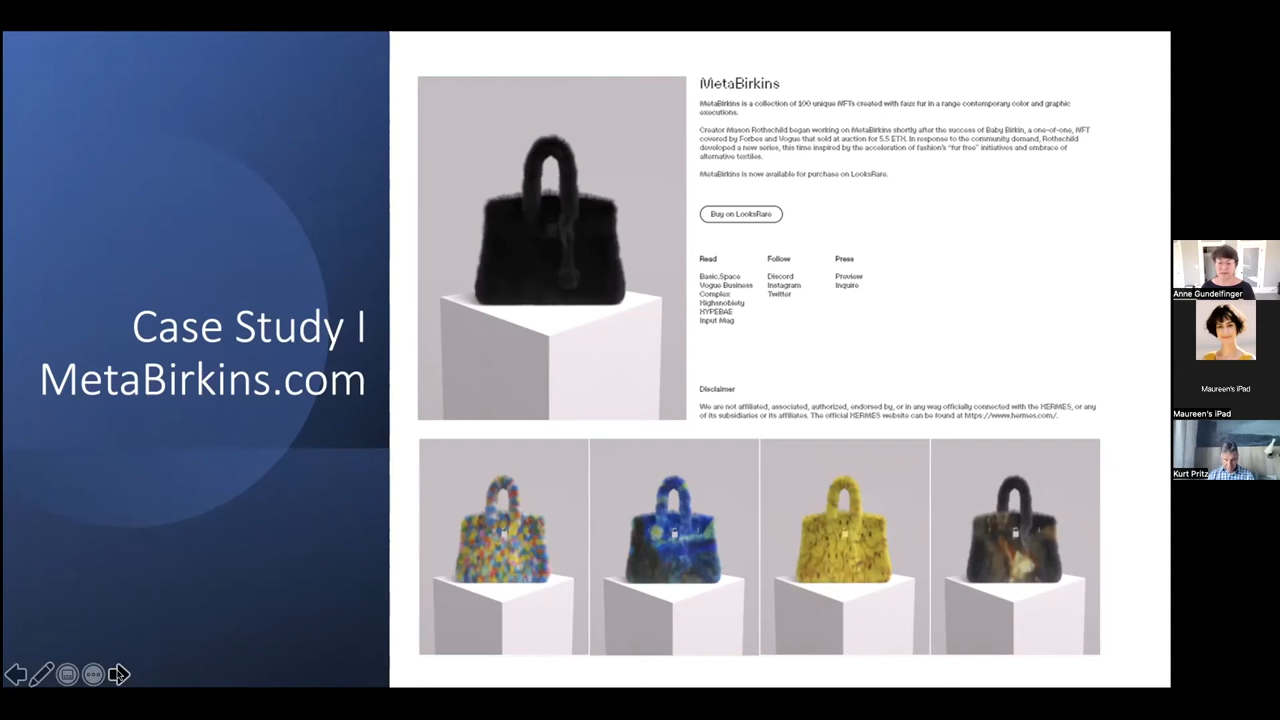 Case Study I
MetaBirkins.com
MetaBirkins
MetaBirkins is a collection of 100 unique NFTs created with faux fur in a range contemporary color and graphic
executions.
Creator Mason Rothschild began working on MetaBirkins shortly after the success of Baby Birkin, a one-of-one, NFT
covered by Forbes and Vogue that sold at auction for 5.5 ETH. In response to the community demand, Rothschild
developed a new series, this time inspired by the acceleration of fashion's "fur free" initiatives and embrace of
alternative textiles.
MetaBirkins is now available for purchase on LooksRare.
Buy on LooksRare
Read
Basic.Space
Vogue Business
Complex
Highsnobiety
HYPEBAE
Input Mag
Follow
Discord
Instagram
Twitter
Press
Preview
Inquire
Disclaimer
We are not affiliated, associated, authorized, endorsed by, or in any way officially connected with the HERMES, or any
of its subsidiaries or its affiliates. The official HERMES website can be found at https://www.hermes.com/.
Anne Gundelfinger
Maureen's iPad
Maureen's iPad
Kurt Pritz